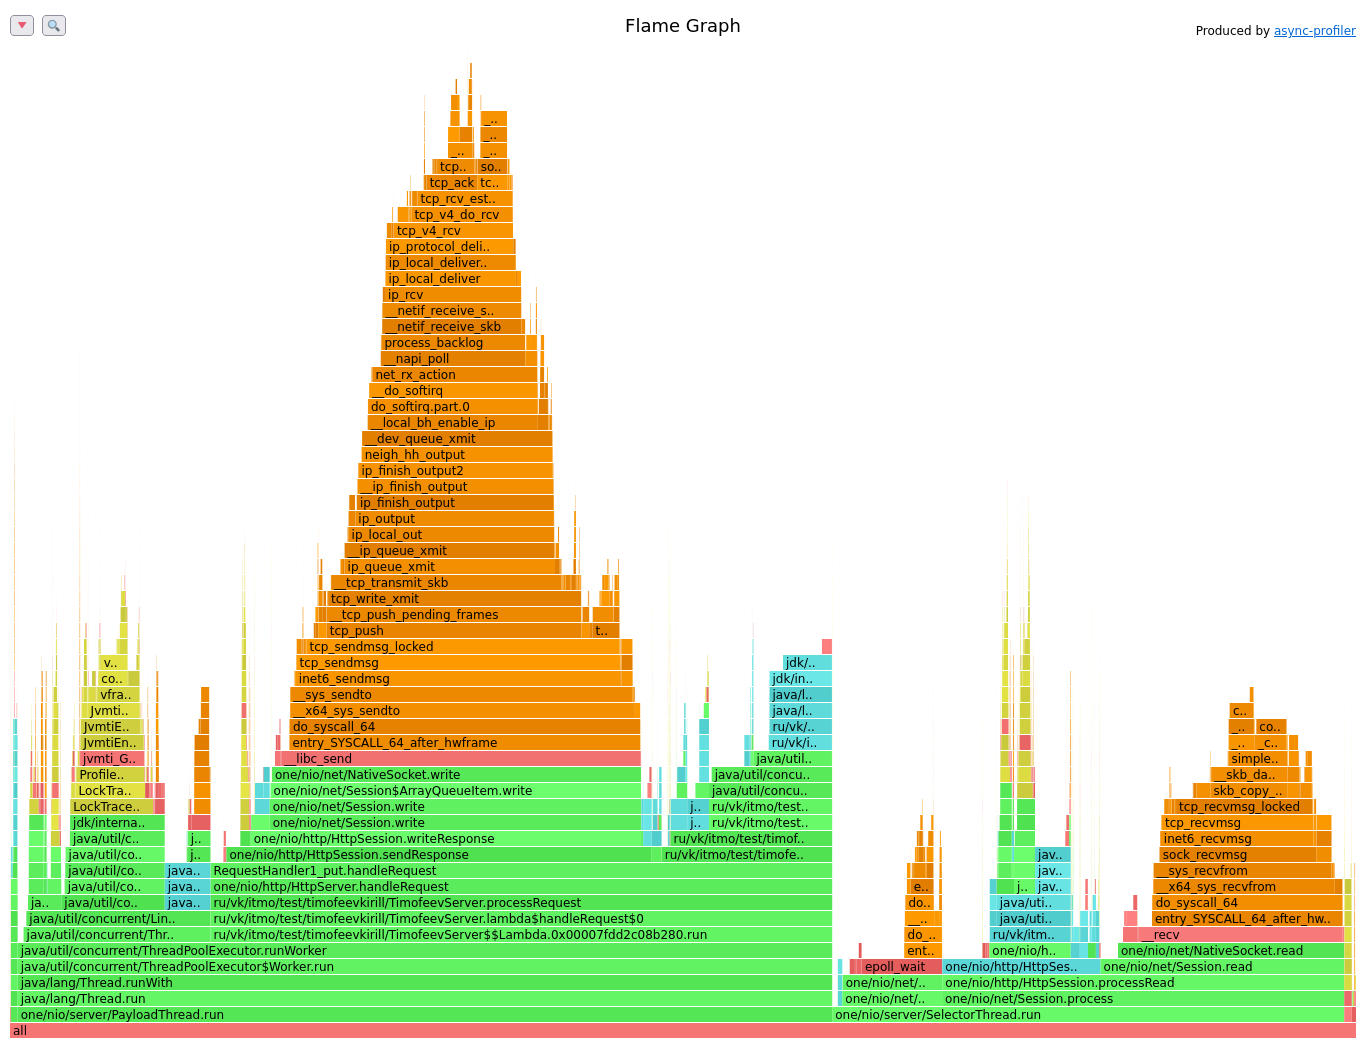 Flame Graph
Produced by async-profiler
_..
_..
_.. _..
tcp.. so..
tcp_ack tc..
tcp_rcv_est..
tcp_v4_do_rcv
tcp_v4_rcv
ip_protocol_deli..
ip_local_deliver..
ip_local_deliver
ip_rcv
__netif_receive_s..
__netif_receive_skb
process_backlog
__napi_poll
net_rx_action
__do_softirq
do_softirq.part.0
__local_bh_enable_ip
__dev_queue_xmit
neigh_hh_output
ip_finish_output2
__ip_finish_output
ip_finish_output
ip_output
ip_local_out
__ip_queue_xmit
ip_queue_xmit
__tcp_transmit_skb
tcp_write_xmit
__tcp_push_pending_frames
tcp_push t..
tcp_sendmsg_locked
v.. tcp_sendmsg jdk/..
co.. inet6_sendmsg jdk/in..
vfra.. __sys_sendto java/l..
Jvmti.. __x64_sys_sendto java/l.. c..
JvmtiE.. do_syscall_64 ru/vk/.. _.. co..
JvmtiEn.. entry_SYSCALL_64_after_hwframe ru/vk/i.. _.. _c..
jvmti_G.. __libc_send java/util.. simple..
Profile.. one/nio/net/NativeSocket.write java/util/concu.. __skb_da..
LockTra.. one/nio/net/Session$ArrayQueueItem.write java/util/concu.. skb_copy_..
LockTrace.. one/nio/net/Session.write j.. ru/vk/itmo/test.. tcp_recvmsg_locked
jdk/interna.. one/nio/net/Session.write j.. ru/vk/itmo/test.. tcp_recvmsg
java/util/c.. j.. one/nio/http/HttpSession.writeResponse ru/vk/itmo/test/timof.. inet6_recvmsg
java/util/co.. j.. one/nio/http/HttpSession.sendResponse ru/vk/itmo/test/timofe.. jav.. sock_recvmsg
java/util/co.. java.. RequestHandler1_put.handleRequest jav.. __sys_recvfrom
java/util/co.. java.. one/nio/http/HttpServer.handleRequest e.. j.. jav.. __x64_sys_recvfrom
ja.. java/util/co.. java.. ru/vk/itmo/test/timofeevkirill/TimofeevServer.processRequest do.. java/uti.. do_syscall_64
java/util/concurrent/Lin.. ru/vk/itmo/test/timofeevkirill/TimofeevServer.lambda$handleRequest$0 __.. java/uti.. entry_SYSCALL_64_after_hw..
java/util/concurrent/Thr.. ru/vk/itmo/test/timofeevkirill/TimofeevServer$$Lambda.0x00007fdd2c08b280.run do_.. ru/vk/itm.. __recv
java/util/concurrent/ThreadPoolExecutor.runWorker ent.. one/nio/h.. one/nio/net/NativeSocket.read
java/util/concurrent/ThreadPoolExecutor$Worker.run epoll_wait one/nio/http/HttpSes.. one/nio/net/Session.read
java/lang/Thread.runWith one/nio/net/.. one/nio/http/HttpSession.processRead
java/lang/Thread.run one/nio/net/.. one/nio/net/Session.process
one/nio/server/PayloadThread.run one/nio/server/SelectorThread.run
all